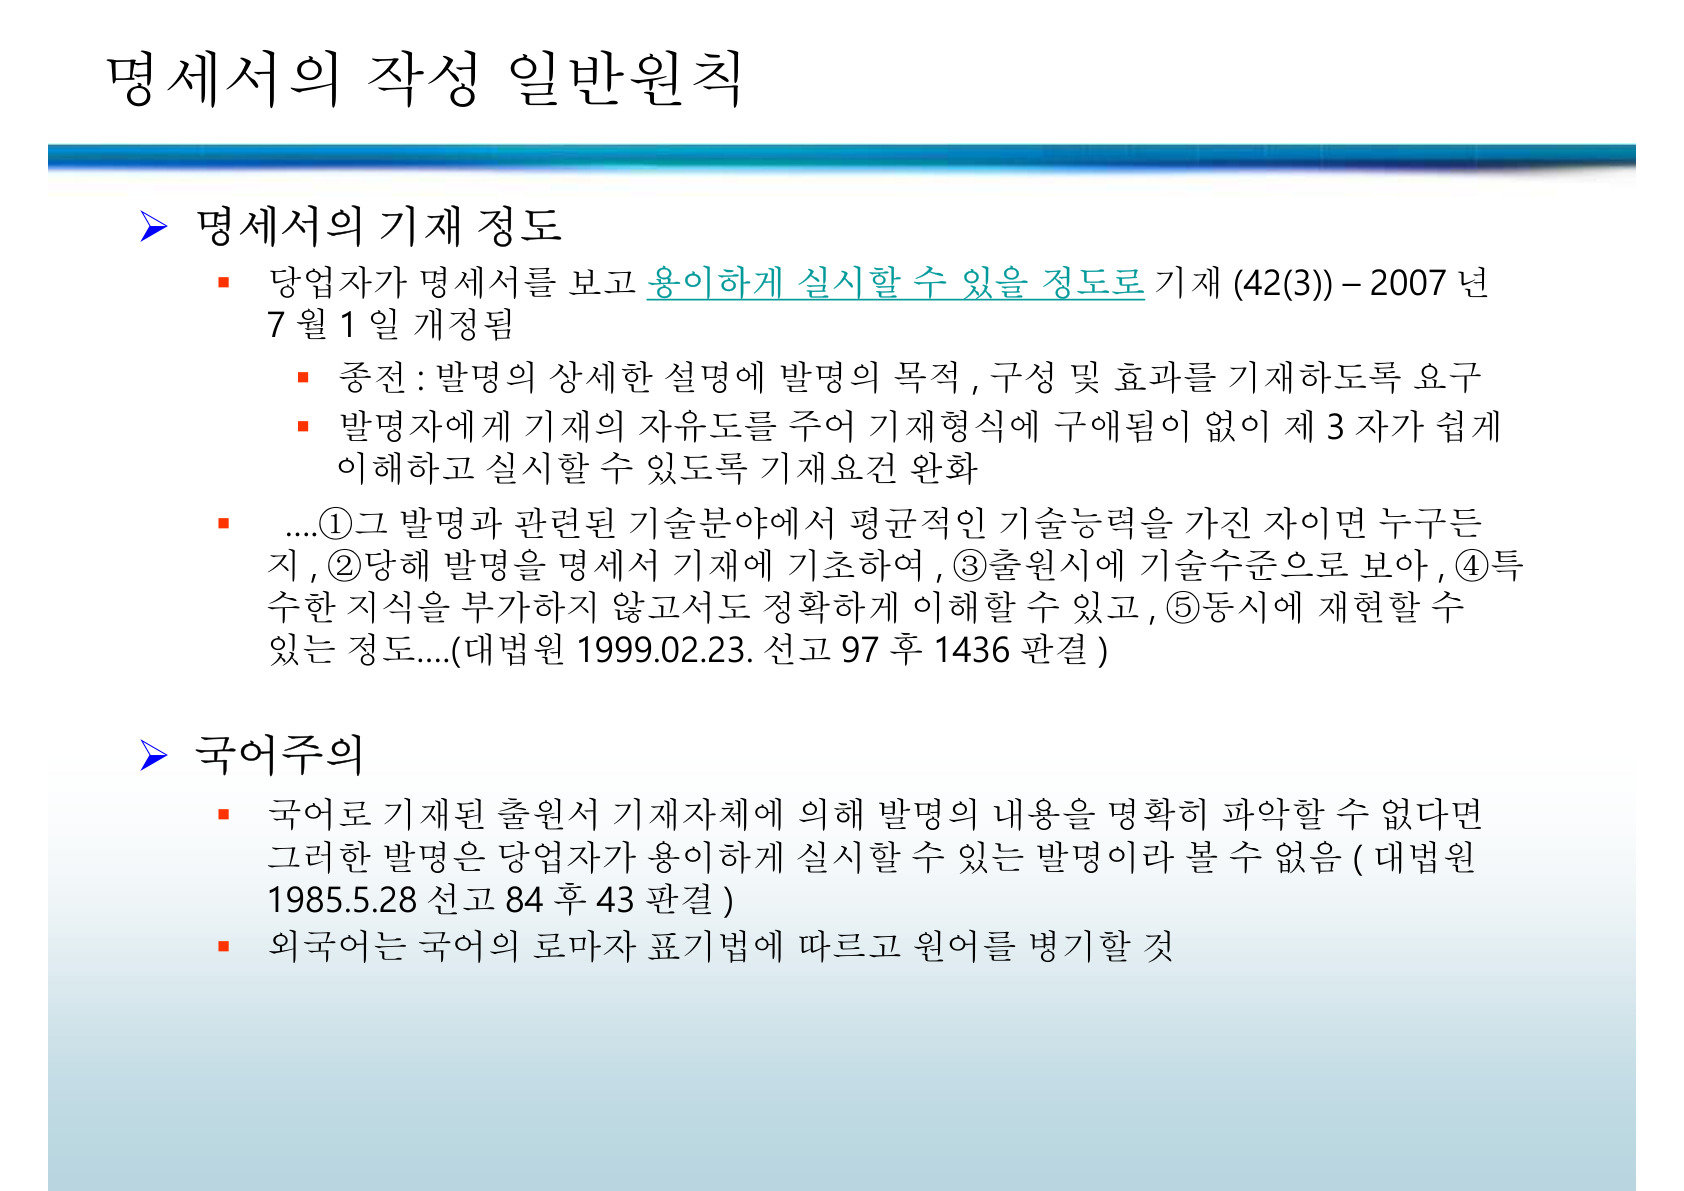 명세서의 작성 일반원칙
명세서의 기재 정도
당업자가 명세서를 보고 용이하게 실시할 수 있을 정도로 기재 (42(3)) – 2007 년
7 월 1 일 개정됨
종전 : 발명의 상세한 설명에 발명의 목적 , 구성 및 효과를 기재하도록 요구
발명자에게 기재의 자유도를 주어 기재형식에 구애됨이 없이 제 3 자가 쉽게
이해하고 실시할 수 있도록 기재요건 완화
....①그 발명과 관련된 기술분야에서 평균적인 기술능력을 가진 자이면 누구든
지 , ②당해 발명을 명세서 기재에 기초하여 , ③출원시에 기술수준으로 보아 , ④특
수한 지식을 부가하지 않고서도 정확하게 이해할 수 있고 , ⑤동시에 재현할 수
있는 정도....(대법원 1999.02.23. 선고 97 후 1436 판결 )
국어주의
국어로 기재된 출원서 기재자체에 의해 발명의 내용을 명확히 파악할 수 없다면
그러한 발명은 당업자가 용이하게 실시할 수 있는 발명이라 볼 수 없음 ( 대법원
1985.5.28 선고 84 후 43 판결 )
외국어는 국어의 로마자 표기법에 따르고 원어를 병기할 것